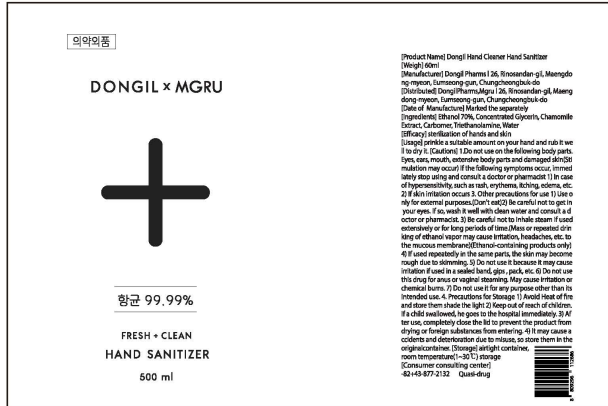 의약외품
DONGIL x MGRU
항균 99.99%
FRESH + CLEAN
HAND SANITIZER
500 ml
[Product Name] Dongil Hand Cleaner Hand Sanitizer
[Weigh] 60ml
[Manufacturer] Dongil Pharms l 26, Rinosandan-gil, Maengdo
ng-myeon, Eumseong-gun, Chungcheongbuk-do
[Distributed] DongilPharms,Mgru l 26, Rinosandan-gil, Maeng
dong-myeon, Eumseong-gun, Chungcheongbuk-do
[Date of Manufacture] Marked the separately
[Ingredients] Ethanol 70%, Concentrated Glycerin, Chamomile
Extract, Carbomer, Triethanolamine, Water
[Efficacy] sterilization of hands and skin
[Usage] prinkle a suitable amount on your hand and rub it we
ll to dry it. [Cautions] 1.Do not use on the following body parts.
Eyes, ears, mouth, extensive body parts and damaged skin(Sti
mulation may occur) If the following symptoms occur, immed
iately stop using and consult a doctor or pharmacist 1) In case
of hypersensitivity, such as rash, erythema, itching, edema, etc.
2) If skin irritation occurs 3. Other precautions for use 1) Use o
nly for external purposes.(Don't eat)2) Be careful not to get in
your eyes. If so, wash it well with clean water and consult a d
octor or pharmacist. 3) Be careful not to inhale steam if used
extensively or for long periods of time.(Mass or repeated drin
king of ethanol vapor may cause irritation, headaches, etc. to
the mucous membrane)(Ethanol-containing products only)
4) If used repeatedly in the same parts, the skin may become
rough due to skimming. 5) Do not use it because it may cause
irritation if used in a sealed band, gips , pack, etc. 6) Do not use
this drug for anus or vaginal steaming. May cause irritation or
chemical burns. 7) Do not use it for any purpose other than its
intended use. 4. Precautions for Storage 1) Avoid Heat of fire
and store them shade the light 2) Keep out of reach of children.
If a child swallowed, he goes to the hospital immediately. 3) Af
ter use, completely close the lid to prevent the product from
drying or foreign substances from entering. 4) It may cause a
ccidents and deterioration due to misuse, so store them in the
originalcontainer. [Storage] airtight container,
room temperature(1~30℃) storage
[Consumer consulting center]
-82+43-877-2132 Quasi-drug